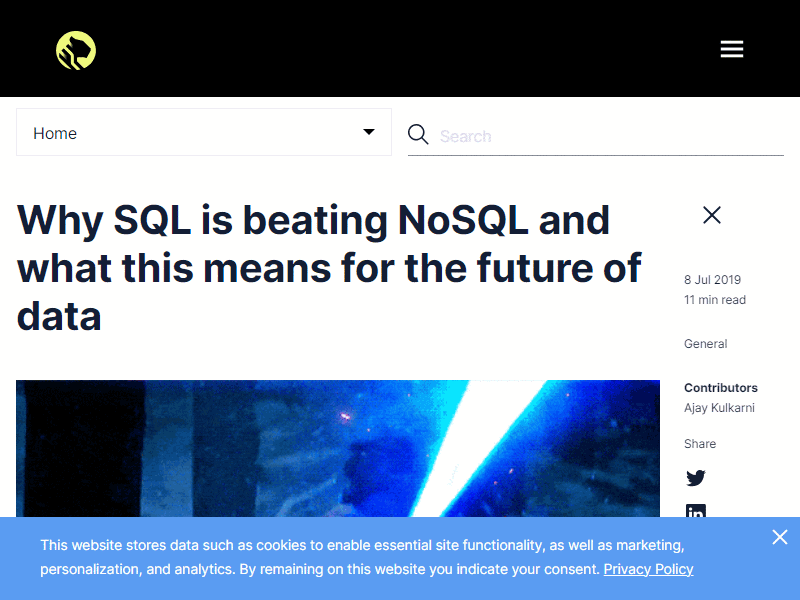 Home
Search
Why SQL is beating NoSQL and
what this means for the future of
data
8 Jul 2019
11 min read
General
Contributors
Ajay Kulkarni
Share
This website stores data such as cookies to enable essential site functionality, as well as marketing,
personalization, and analytics. By remaining on this website you indicate your consent. Privacy Policy